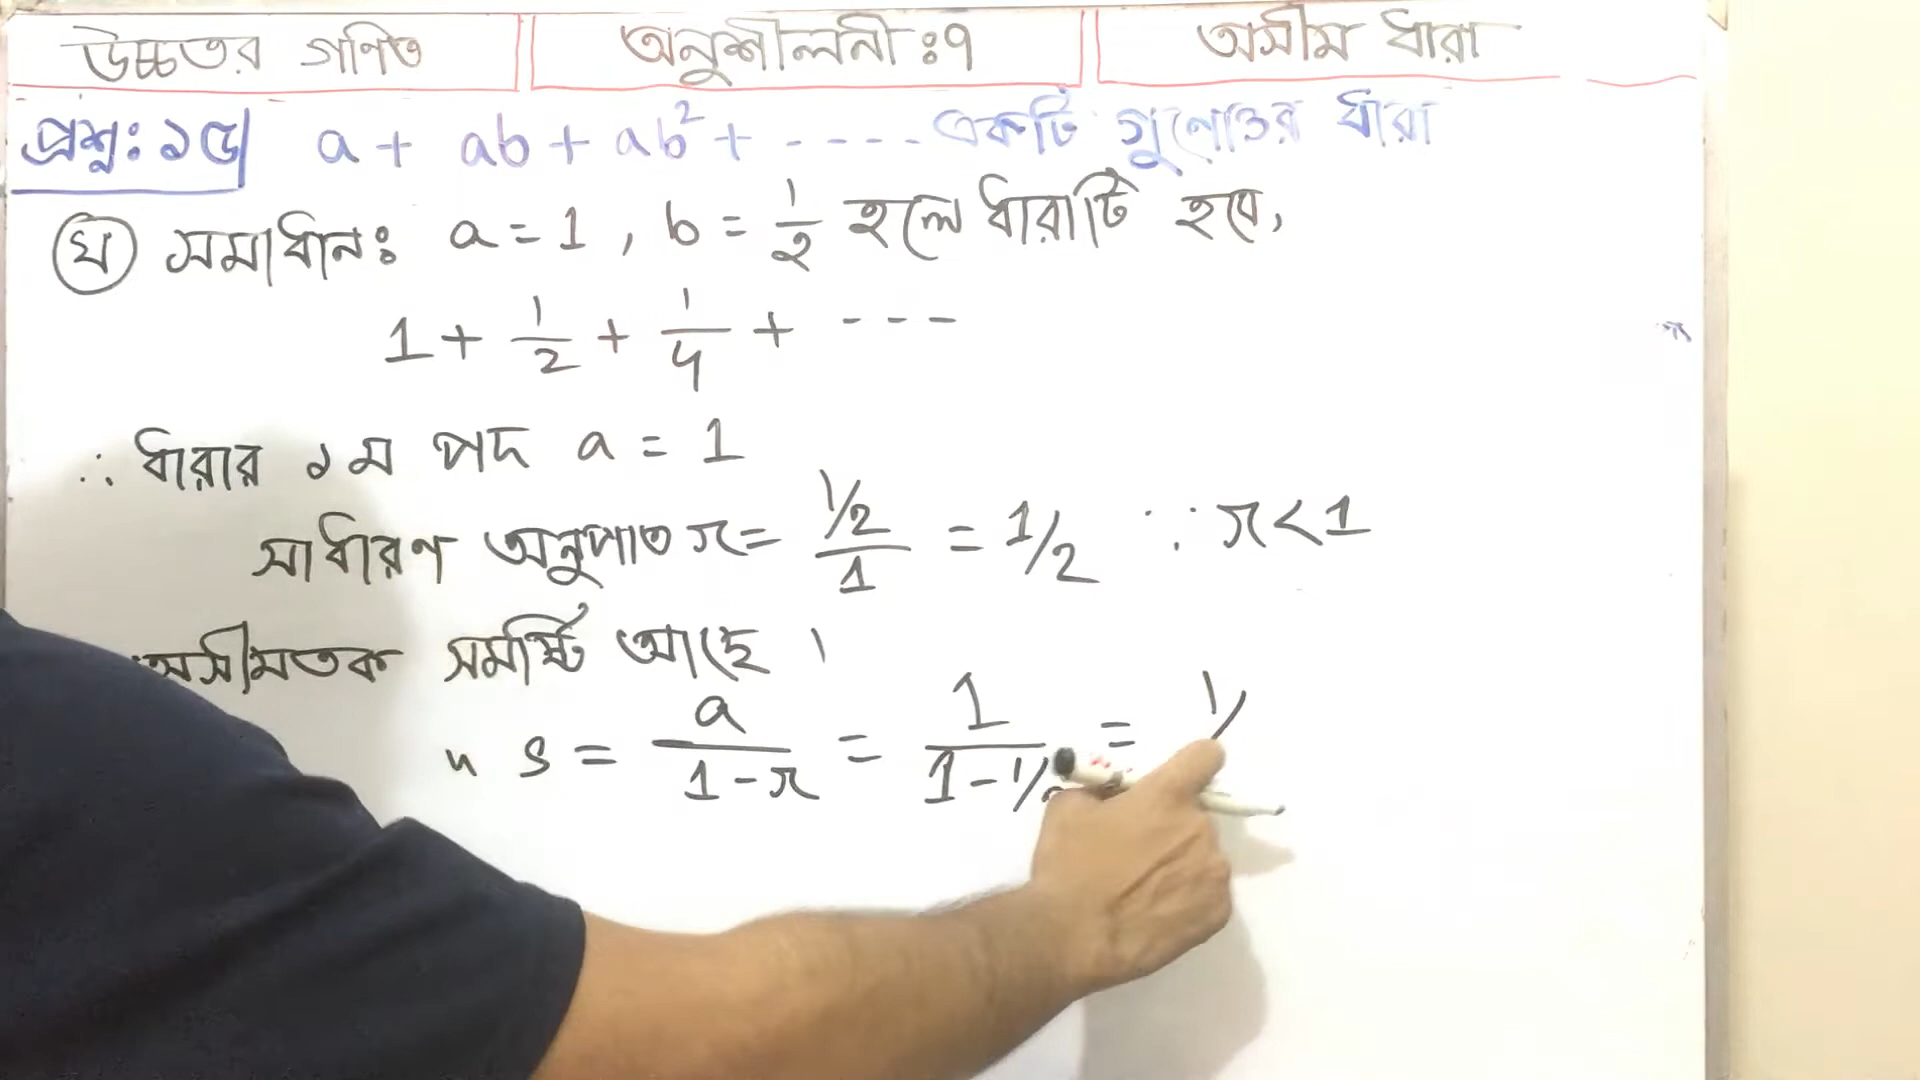 উচ্চতর গণিত অনুশীলনী ঃ ৭ অসীম ধারা
প্রশ্ন: ১৫| a + ab + ab² + ----- একটি গুনোত্তর ধারা
ঘ সমাধান ঃ a = 1 , b = 1/2 হলে ধারাটি হবে,
1 + 1/2 + 1/4 + ---
∴ ধারার ১ম পদ a = 1
সাধারণ অনুপাত r = (1/2)/1 = 1/2 ∵ r < 1
অসীমতক সমষ্টি আছে ।
" S = a/(1-r) = 1/(1-1/2) = 1/